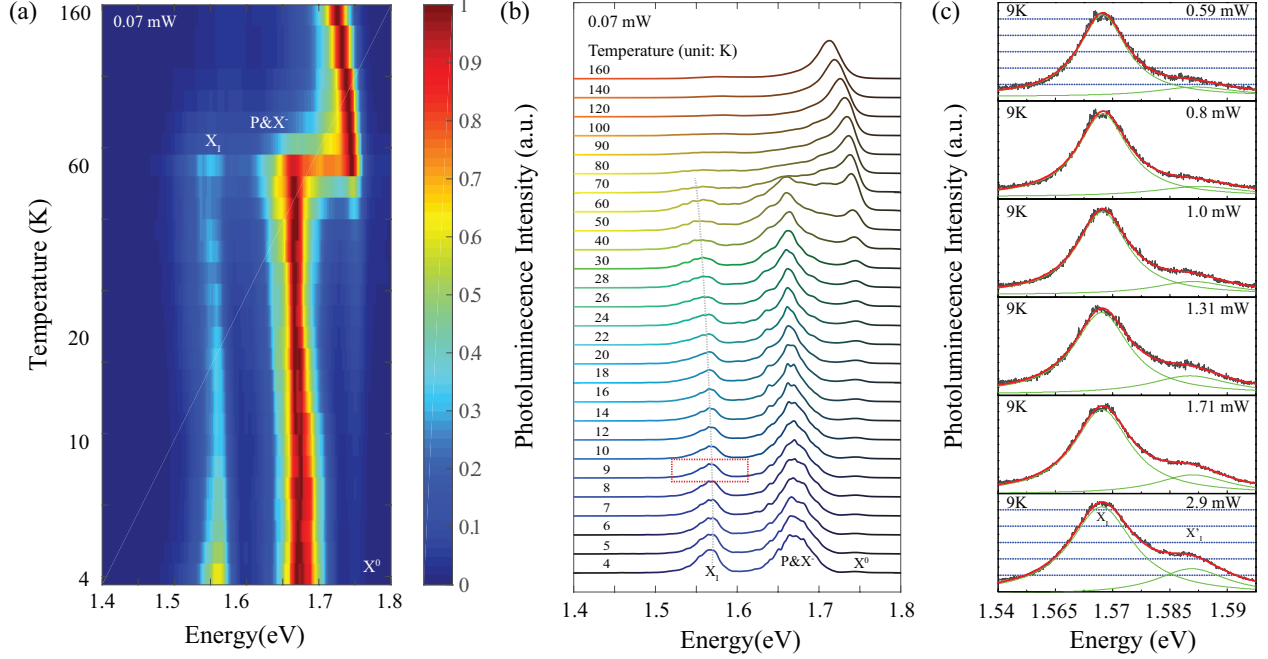 (a)
0.07 mW
P&X-
XI
X0
160
60
20
10
4
Temperature (K)
1.4 1.5 1.6 1.7 1.8
Energy(eV)
1
0.9
0.8
0.7
0.6
0.5
0.4
0.3
0.2
0.1
0
(b)
0.07 mW
Temperature (unit: K)
160
140
120
100
90
80
70
60
50
40
30
28
26
24
22
20
18
16
14
12
10
9
8
7
6
5
4
XI P&X- X0
Photoluminecence Intensity (a.u.)
1.4 1.5 1.6 1.7 1.8
Energy (eV)
(c)
9K 0.59 mW
9K 0.8 mW
9K 1.0 mW
9K 1.31 mW
9K 1.71 mW
9K 2.9 mW
XI X'I
Photoluminecence Intensity (a.u.)
1.54 1.565 1.57 1.585 1.59
Energy (eV)